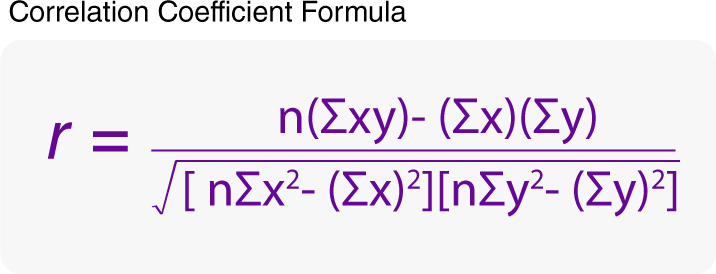 Correlation Coefficient Formula
r = n(Σxy)- (Σx)(Σy)
√[ nΣx²- (Σx)²][nΣy²- (Σy)²]